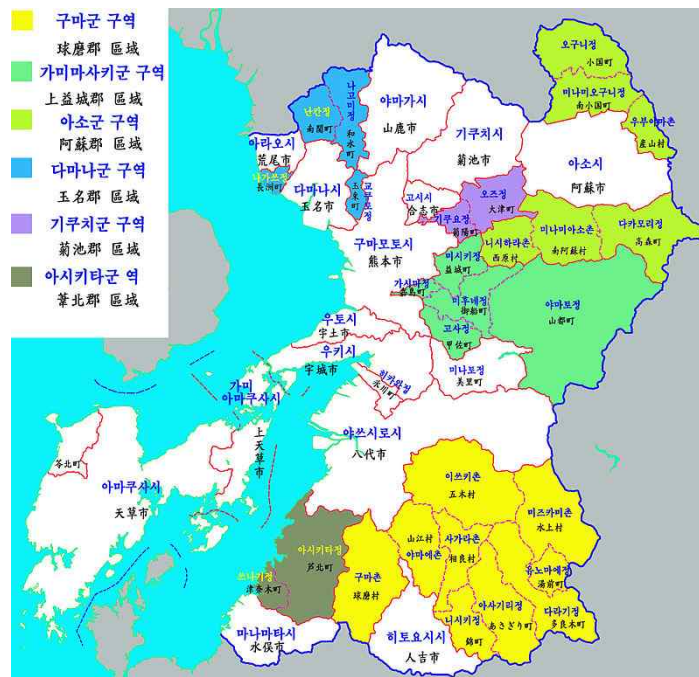 구마군 구역
球磨郡 區域
가미마사키군 구역
上益城郡 區域
아소군 구역
阿蘇郡 區域
다마나군 구역
玉名郡 區域
기쿠치군 구역
菊池郡 區域
아시키타군 역
葦北郡 區域
오구니정
小国町
미나미오구니정
南小国町
우부야마촌
産山村
난칸정
南関町
나고미정
和水町
야마가시
山鹿市
기쿠치시
菊池市
아소시
阿蘇市
아라오시
荒尾市
나가쓰정
長洲町
다마나시
玉名市
玉東町
교쿠토정
고시시
合志市
오즈정
大津町
기쿠요정
菊陽町
구마모토시
熊本市
미시키정
益城町
니시하라촌
西原村
미나미아소촌
南阿蘇村
다카모리정
高森町
가시마정
嘉島町
미후네정
御船町
고사정
甲佐町
야마토정
山都町
우토시
宇土市
우키시
宇城市
미나토정
美里町
히카와정
氷川町
가미
아마쿠사시
上天草市
야쓰시로시
八代市
苓北町
아마쿠사시
天草市
이쓰키촌
五木村
미즈카미촌
水上村
아시키타정
芦北町
山江村
야마에촌
사가라촌
相良村
유노마에정
湯前町
쓰나기정
津奈木町
구마촌
球磨村
아사기리정
あさぎり町
다라기정
多良木町
니시키정
錦町
마나마타시
水俣市
히토요시시
人吉市